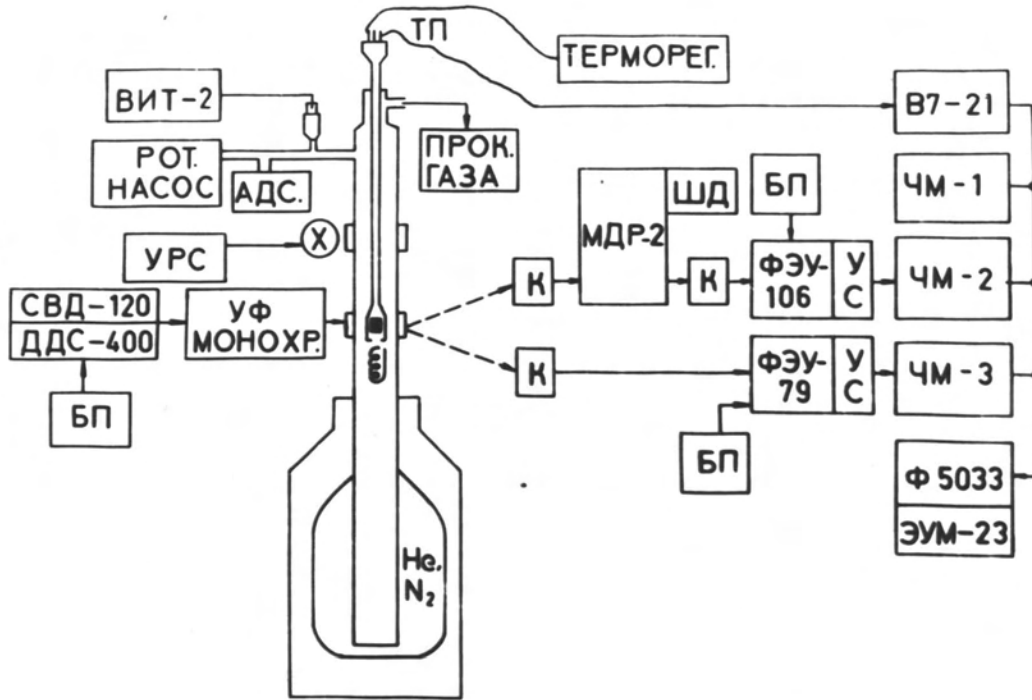 ТП
ТЕРМОРЕГ.
ВИТ-2
В7-21
РОТ.
НАСОС
АДС.
ПРОК.
ГАЗА
БП
ЧМ-1
ШД
МДР-2
УРС
Х
К
К
ФЭУ-
106
У
С
ЧМ-2
СВД-120
ДДС-400
УФ
МОНОХР.
К
ФЭУ-
79
У
С
ЧМ-3
БП
БП
Ф 5033
ЭУМ-23
He.
N₂